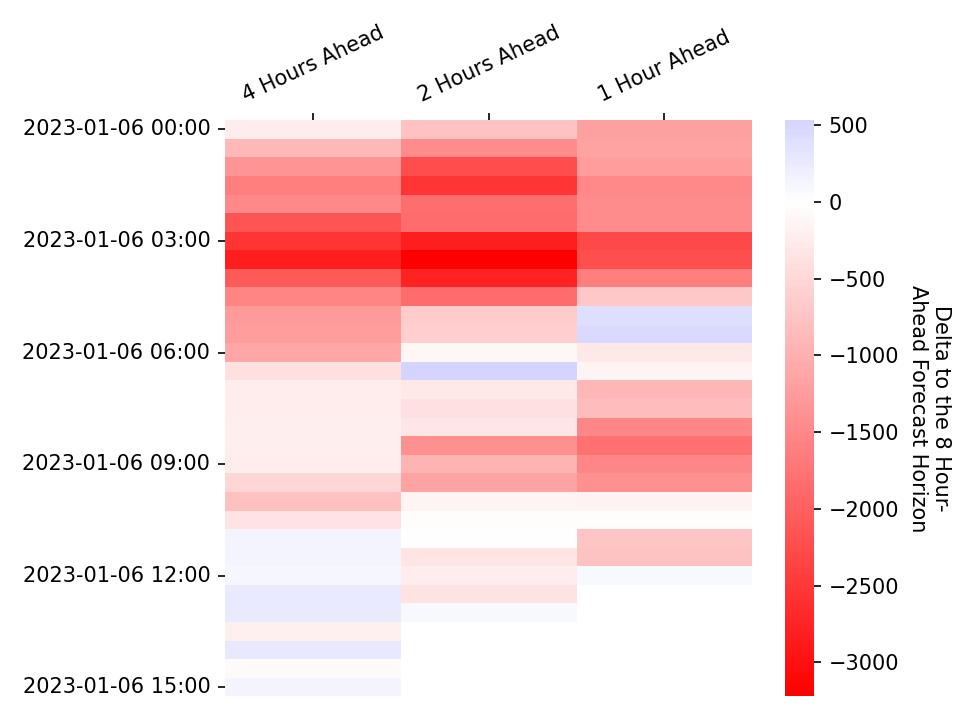 4 Hours Ahead
2 Hours Ahead
1 Hour Ahead
2023-01-06 00:00
2023-01-06 03:00
2023-01-06 06:00
2023-01-06 09:00
2023-01-06 12:00
2023-01-06 15:00
500
0
−500
−1000
−1500
−2000
−2500
−3000
Delta to the 8 Hour-
Ahead Forecast Horizon